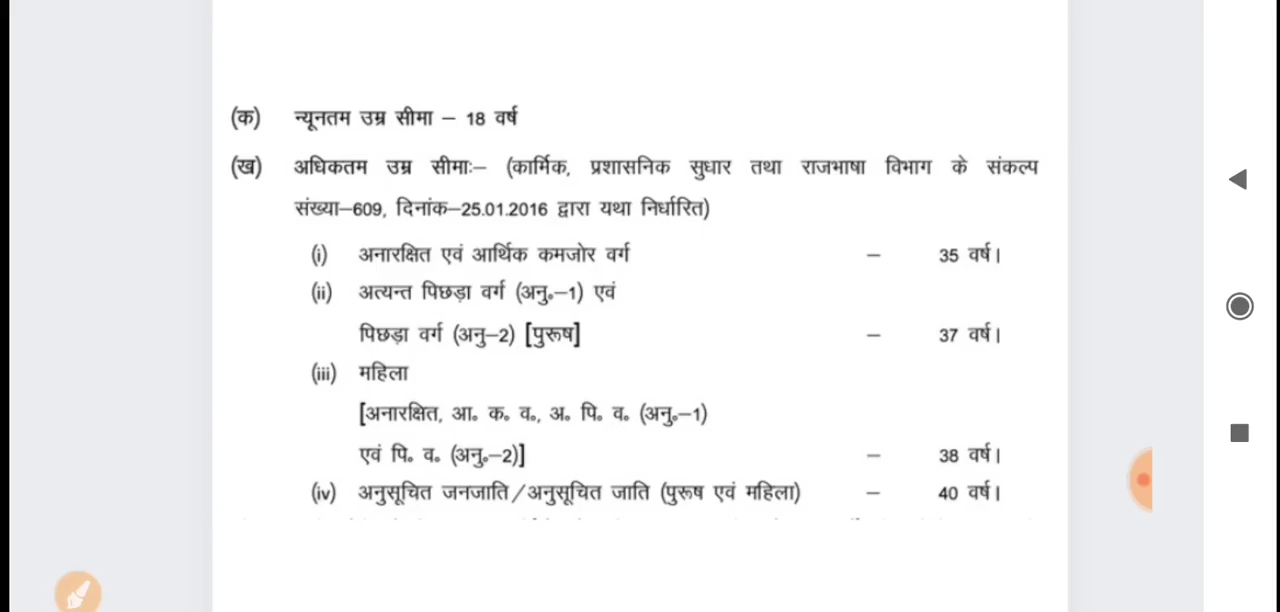 (क) न्यूनतम उम्र सीमा – 18 वर्ष
(ख) अधिकतम उम्र सीमाः– (कार्मिक, प्रशासनिक सुधार तथा राजभाषा विभाग के संकल्प
संख्या–609, दिनांक–25.01.2016 द्वारा यथा निर्धारित)
(i) अनारक्षित एवं आर्थिक कमजोर वर्ग – 35 वर्ष।
(ii) अत्यन्त पिछड़ा वर्ग (अनु॰–1) एवं
पिछड़ा वर्ग (अनु–2) [पुरूष] – 37 वर्ष।
(iii) महिला
[अनारक्षित, आ॰ क॰ व॰, अ॰ पि॰ व॰ (अनु॰–1)
एवं पि॰ व॰ (अनु॰–2)] – 38 वर्ष।
(iv) अनुसूचित जनजाति/अनुसूचित जाति (पुरूष एवं महिला) – 40 वर्ष।